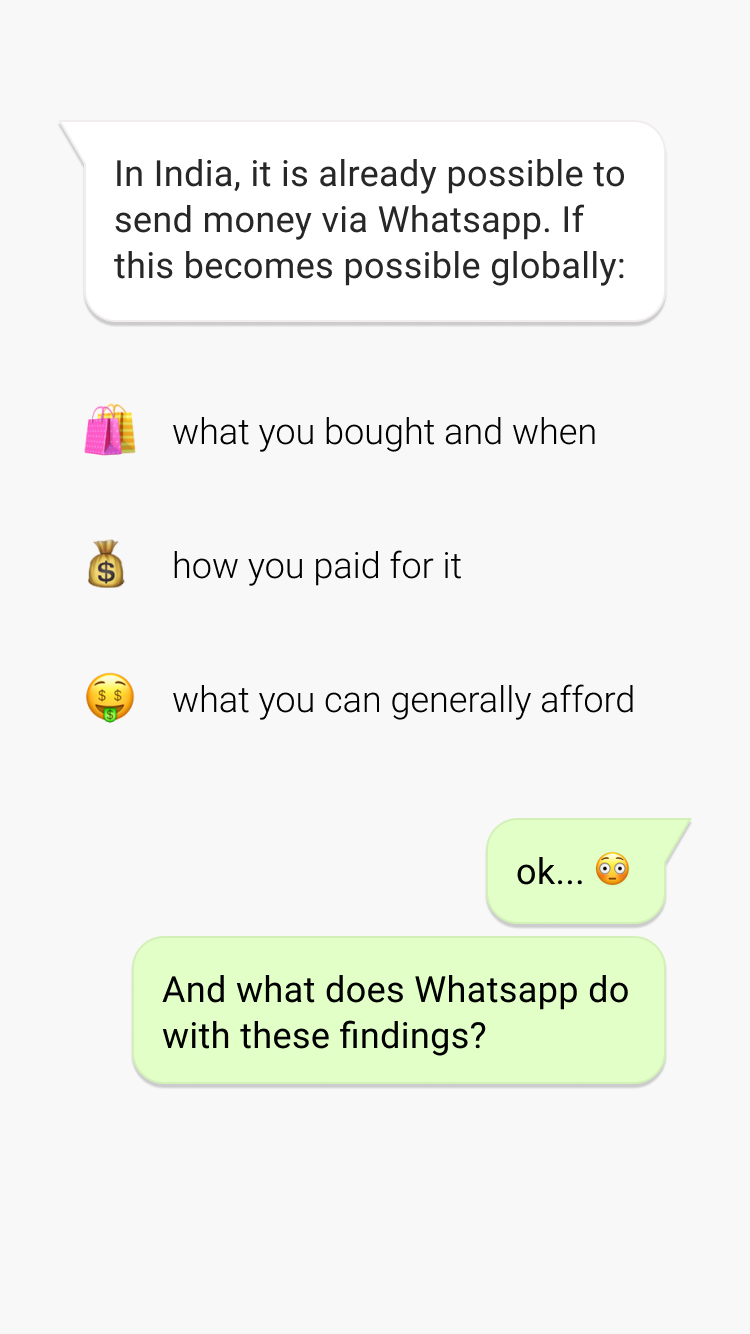 In India, it is already possible to
send money via Whatsapp. If
this becomes possible globally:
what you bought and when
how you paid for it
what you can generally afford
ok... 😳
And what does Whatsapp do
with these findings?